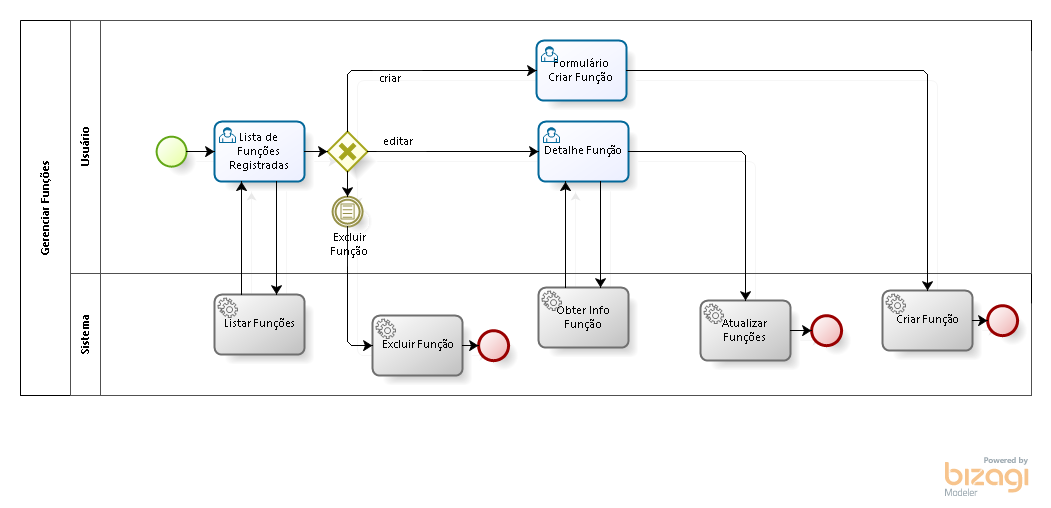 Gerenciar Funções
Usuário
Sistema
Formulário
Criar Função
criar
Lista de
Funções
Registradas
editar
Detalhe Função
Excluir
Função
Listar Funções
Excluir Função
Obter Info
Função
Atualizar
Funções
Criar Função
Powered by
bizagi
Modeler